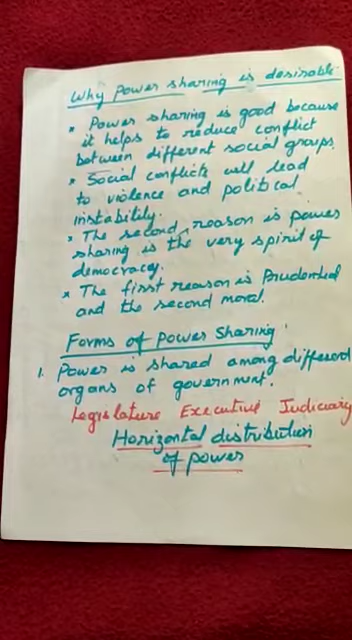 Why Power sharing is desirable.
* Power sharing is good because
it helps to reduce conflict
between different social groups.
* Social conflicts will lead
to violence and political
instability.
* The second reason is power
sharing is the very spirit of
democracy.
* The first reason is Prudential
and the second moral.
Forms of Power Sharing
1. Power is shared among different
organs of government.
Legislature Executive Judiciary
Horizontal distribution
of power